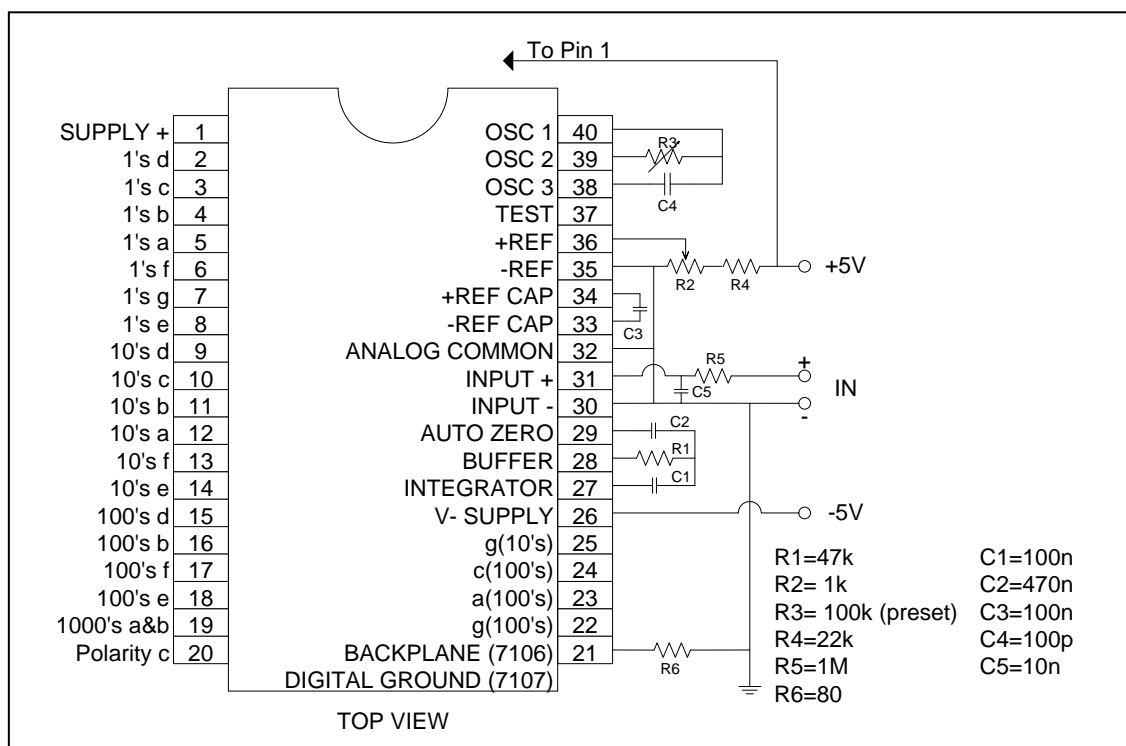 To Pin 1
SUPPLY + 1
1's d 2
1's c 3
1's b 4
1's a 5
1's f 6
1's g 7
1's e 8
10's d 9
10's c 10
10's b 11
10's a 12
10's f 13
10's e 14
100's d 15
100's b 16
100's f 17
100's e 18
1000's a&b 19
Polarity c 20
OSC 1 40
OSC 2 39
OSC 3 38
TEST 37
+REF 36
-REF 35
+REF CAP 34
-REF CAP 33
ANALOG COMMON 32
INPUT + 31
INPUT - 30
AUTO ZERO 29
BUFFER 28
INTEGRATOR 27
V- SUPPLY 26
g(10's) 25
c(100's) 24
a(100's) 23
g(100's) 22
BACKPLANE (7106) 21
DIGITAL GROUND (7107)
TOP VIEW
R3
C4
R2 R4
+5V
C3
R5
C5
+
IN
-
C2
R1
C1
-5V
R6
R1=47k
R2= 1k
R3= 100k (preset)
R4=22k
R5=1M
R6=80
C1=100n
C2=470n
C3=100n
C4=100p
C5=10n